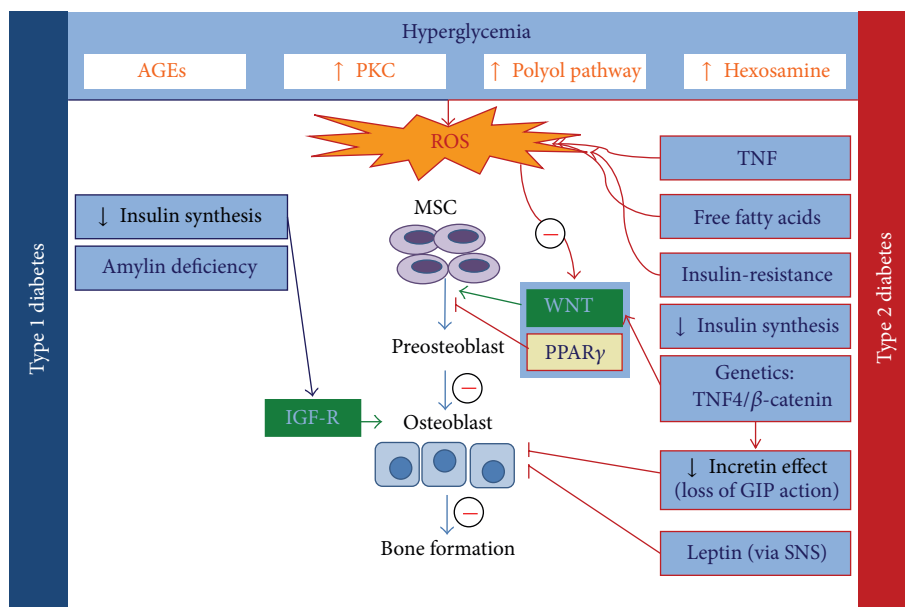 Hyperglycemia
AGEs
↑ PKC
↑ Polyol pathway
↑ Hexosamine
ROS
Type 1 diabetes
↓ Insulin synthesis
Amylin deficiency
IGF-R
MSC
Preosteoblast
−
Osteoblast
−
Bone formation
−
WNT
PPARγ
TNF
Free fatty acids
Insulin-resistance
↓ Insulin synthesis
Genetics:
TNF4/β-catenin
↓ Incretin effect
(loss of GIP action)
Leptin (via SNS)
Type 2 diabetes